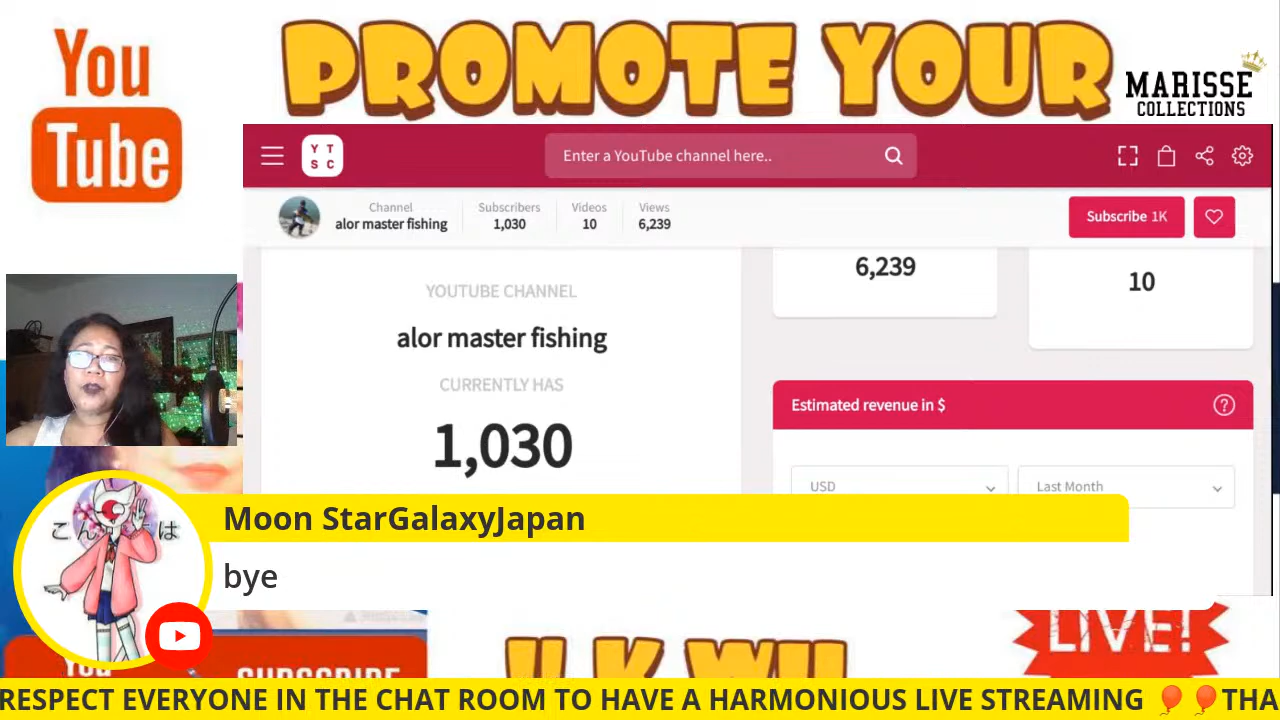 You
Tube
PROMOTE YOUR
MARISSE
COLLECTIONS
Y T
S C
Enter a YouTube channel here..
Channel
alor master fishing
Subscribers
1,030
Videos
10
Views
6,239
Subscribe 1K
YOUTUBE CHANNEL
alor master fishing
CURRENTLY HAS
1,030
6,239
10
Estimated revenue in $
?
USD
Last Month
Moon StarGalaxyJapan
bye
LIVE!
You
SUBSCRIBE
RESPECT EVERYONE IN THE CHAT ROOM TO HAVE A HARMONIOUS LIVE STREAMING 🎈🎈THA